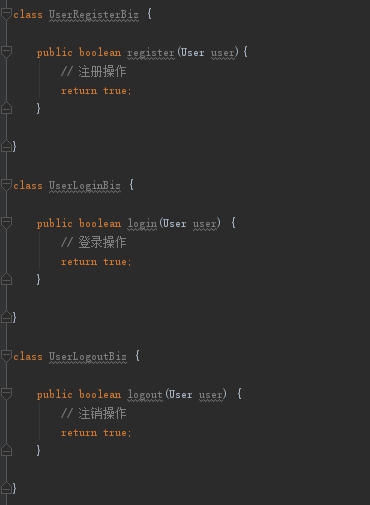 class UserRegisterBiz {
public boolean register(User user){
// 注册操作
return true;
}
}
class UserLoginBiz {
public boolean login(User user) {
// 登录操作
return true;
}
}
class UserLogoutBiz {
public boolean logout(User user) {
// 注销操作
return true;
}
}